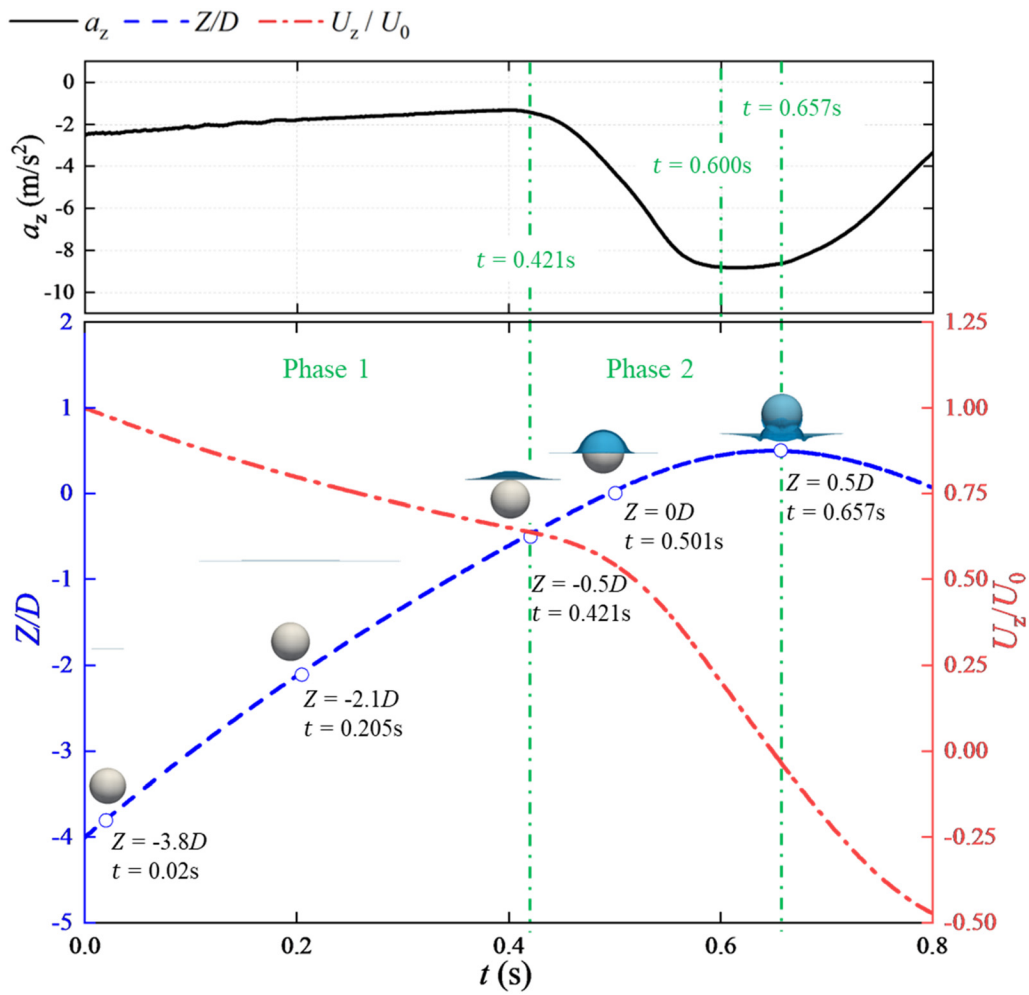 a_z Z/D U_z / U_0
0
-2
-4
-6
-8
-10
a_z (m/s²)
t = 0.657s
t = 0.600s
t = 0.421s
2
1
0
-1
-2
-3
-4
-5
Z/D
Phase 1
Phase 2
Z = -3.8D
t = 0.02s
Z = -2.1D
t = 0.205s
Z = -0.5D
t = 0.421s
Z = 0D
t = 0.501s
Z = 0.5D
t = 0.657s
1.25
1.00
0.75
0.50
0.25
0.00
-0.25
-0.50
U_z/U_0
0.0 0.2 0.4 0.6 0.8
t (s)